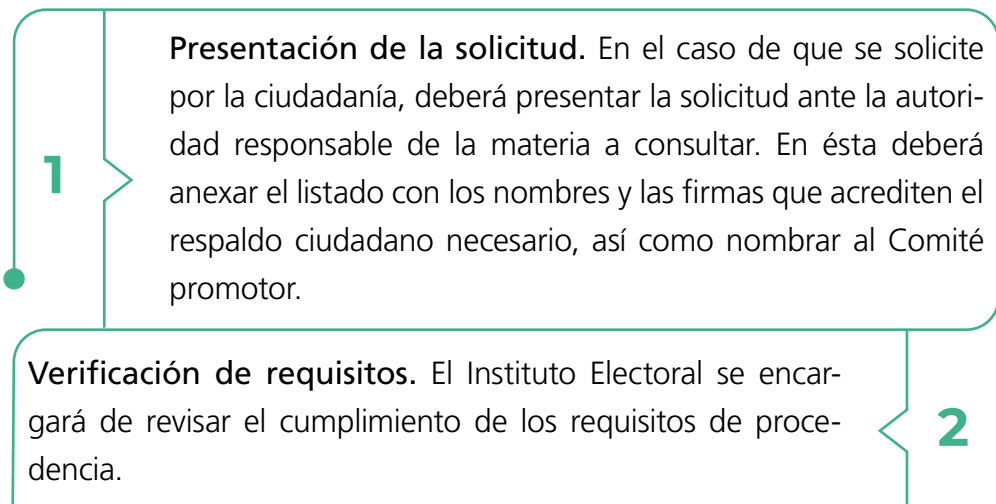 1
Presentación de la solicitud. En el caso de que se solicite
por la ciudadanía, deberá presentar la solicitud ante la autori-
dad responsable de la materia a consultar. En ésta deberá
anexar el listado con los nombres y las firmas que acrediten el
respaldo ciudadano necesario, así como nombrar al Comité
promotor.
Verificación de requisitos. El Instituto Electoral se encar-
gará de revisar el cumplimiento de los requisitos de proce-
dencia.
2